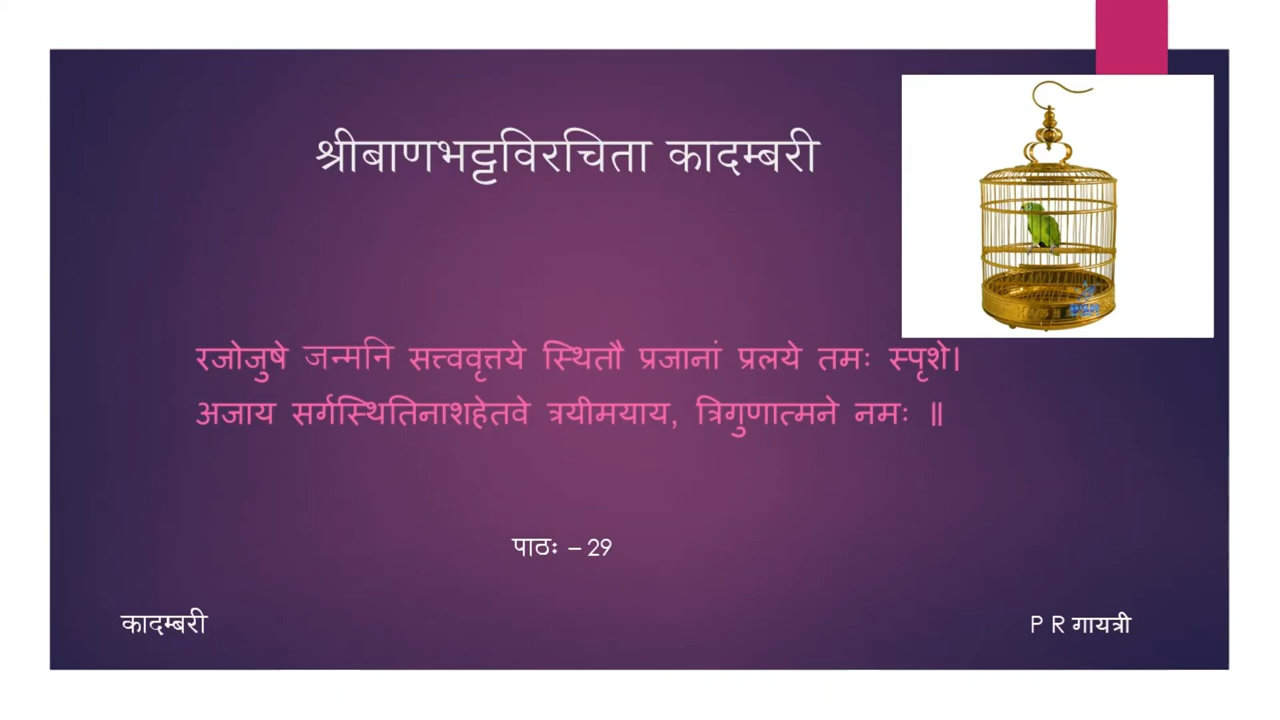 श्रीबाणभट्टविरचिता कादम्बरी
रजोजुषे जन्मनि सत्त्ववृत्तये स्थितौ प्रजानां प्रलये तमः स्पृशे।
अजाय सर्गस्थितिनाशहेतवे त्रयीमयाय, त्रिगुणात्मने नमः ॥
पाठः – 29
कादम्बरी
P R गायत्री